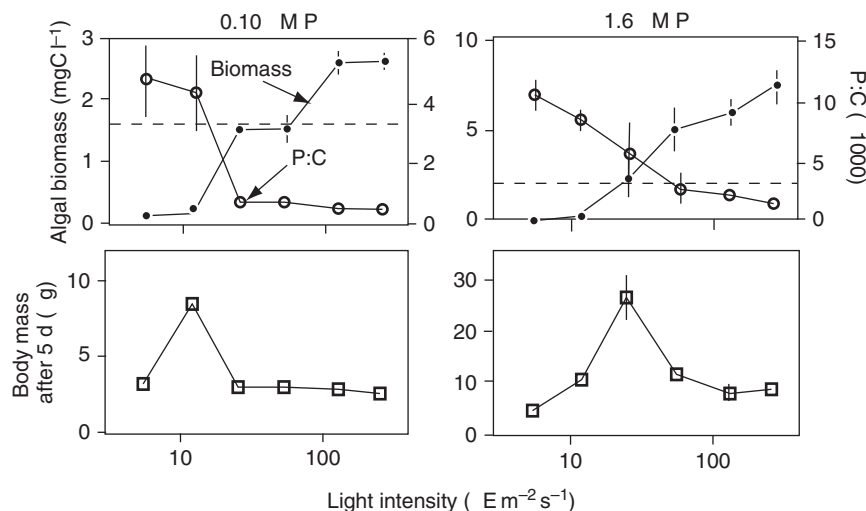 0.10 M P
1.6 M P
Algal biomass (mgC l−1)
3
2
1
0
6
4
2
0
Biomass
P:C
10
5
0
15
10
5
0
P:C ( 1000)
Body mass
after 5 d ( g)
10
5
0
30
20
10
0
10
100
10
100
Light intensity ( E m−2 s−1)